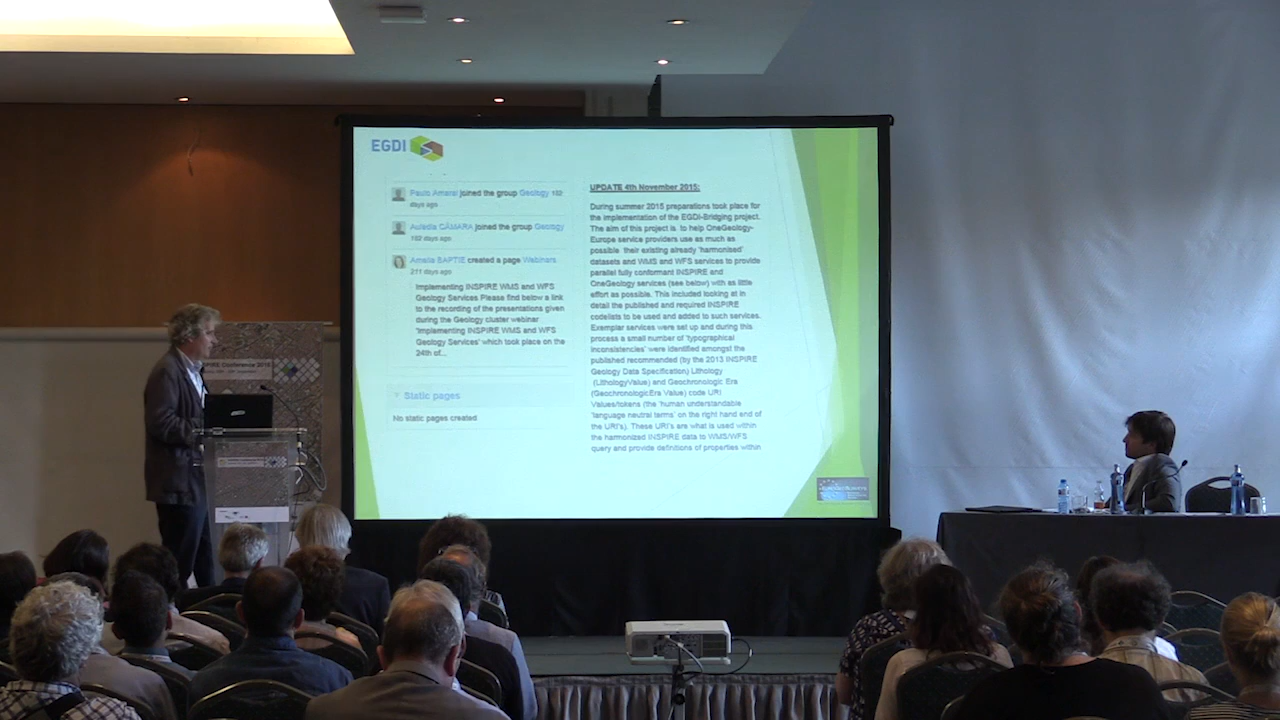 EGDI
Paulo Amaral joined the group Geology 192
days ago
CÂMARA joined the group Geology
192 days ago
Amelia BAPTIE created a page Webinars
211 days ago
Implementing INSPIRE WMS and WFS
Geology Services Please find below a link
to the recording of the presentations given
during the Geology cluster webinar
'Implementing INSPIRE WMS and WFS
Geology Services' which took place on the
24th of...
Static pages
No static pages created
UPDATE 4th November 2015:
During summer 2015 preparations took place for
the implementation of the EGDI-Bridging project.
The aim of this project is to help OneGeology-
Europe service providers use as much as
possible their existing already 'harmonised'
datasets and WMS and WFS services to provide
parallel fully conformant INSPIRE and
OneGeology services (see below) with as little
effort as possible. This included looking at in
detail the published and required INSPIRE
codelists to be used and added to such services.
Exemplar services were set up and during this
process a small number of 'typographical
inconsistencies' were identified amongst the
published recommended (by the 2013 INSPIRE
Geology Data Specification) Lithology
(LithologyValue) and Geochronologic Era
(GeochronologicEra Value) code URI
Values/tokens (the 'human understandable
'language neutral terms' on the right hand end of
the URI's). These URI's are what is used within
the harmonized INSPIRE data to WMS/WFS
query and provide definitions of properties within
INSPIRE Conference 2016